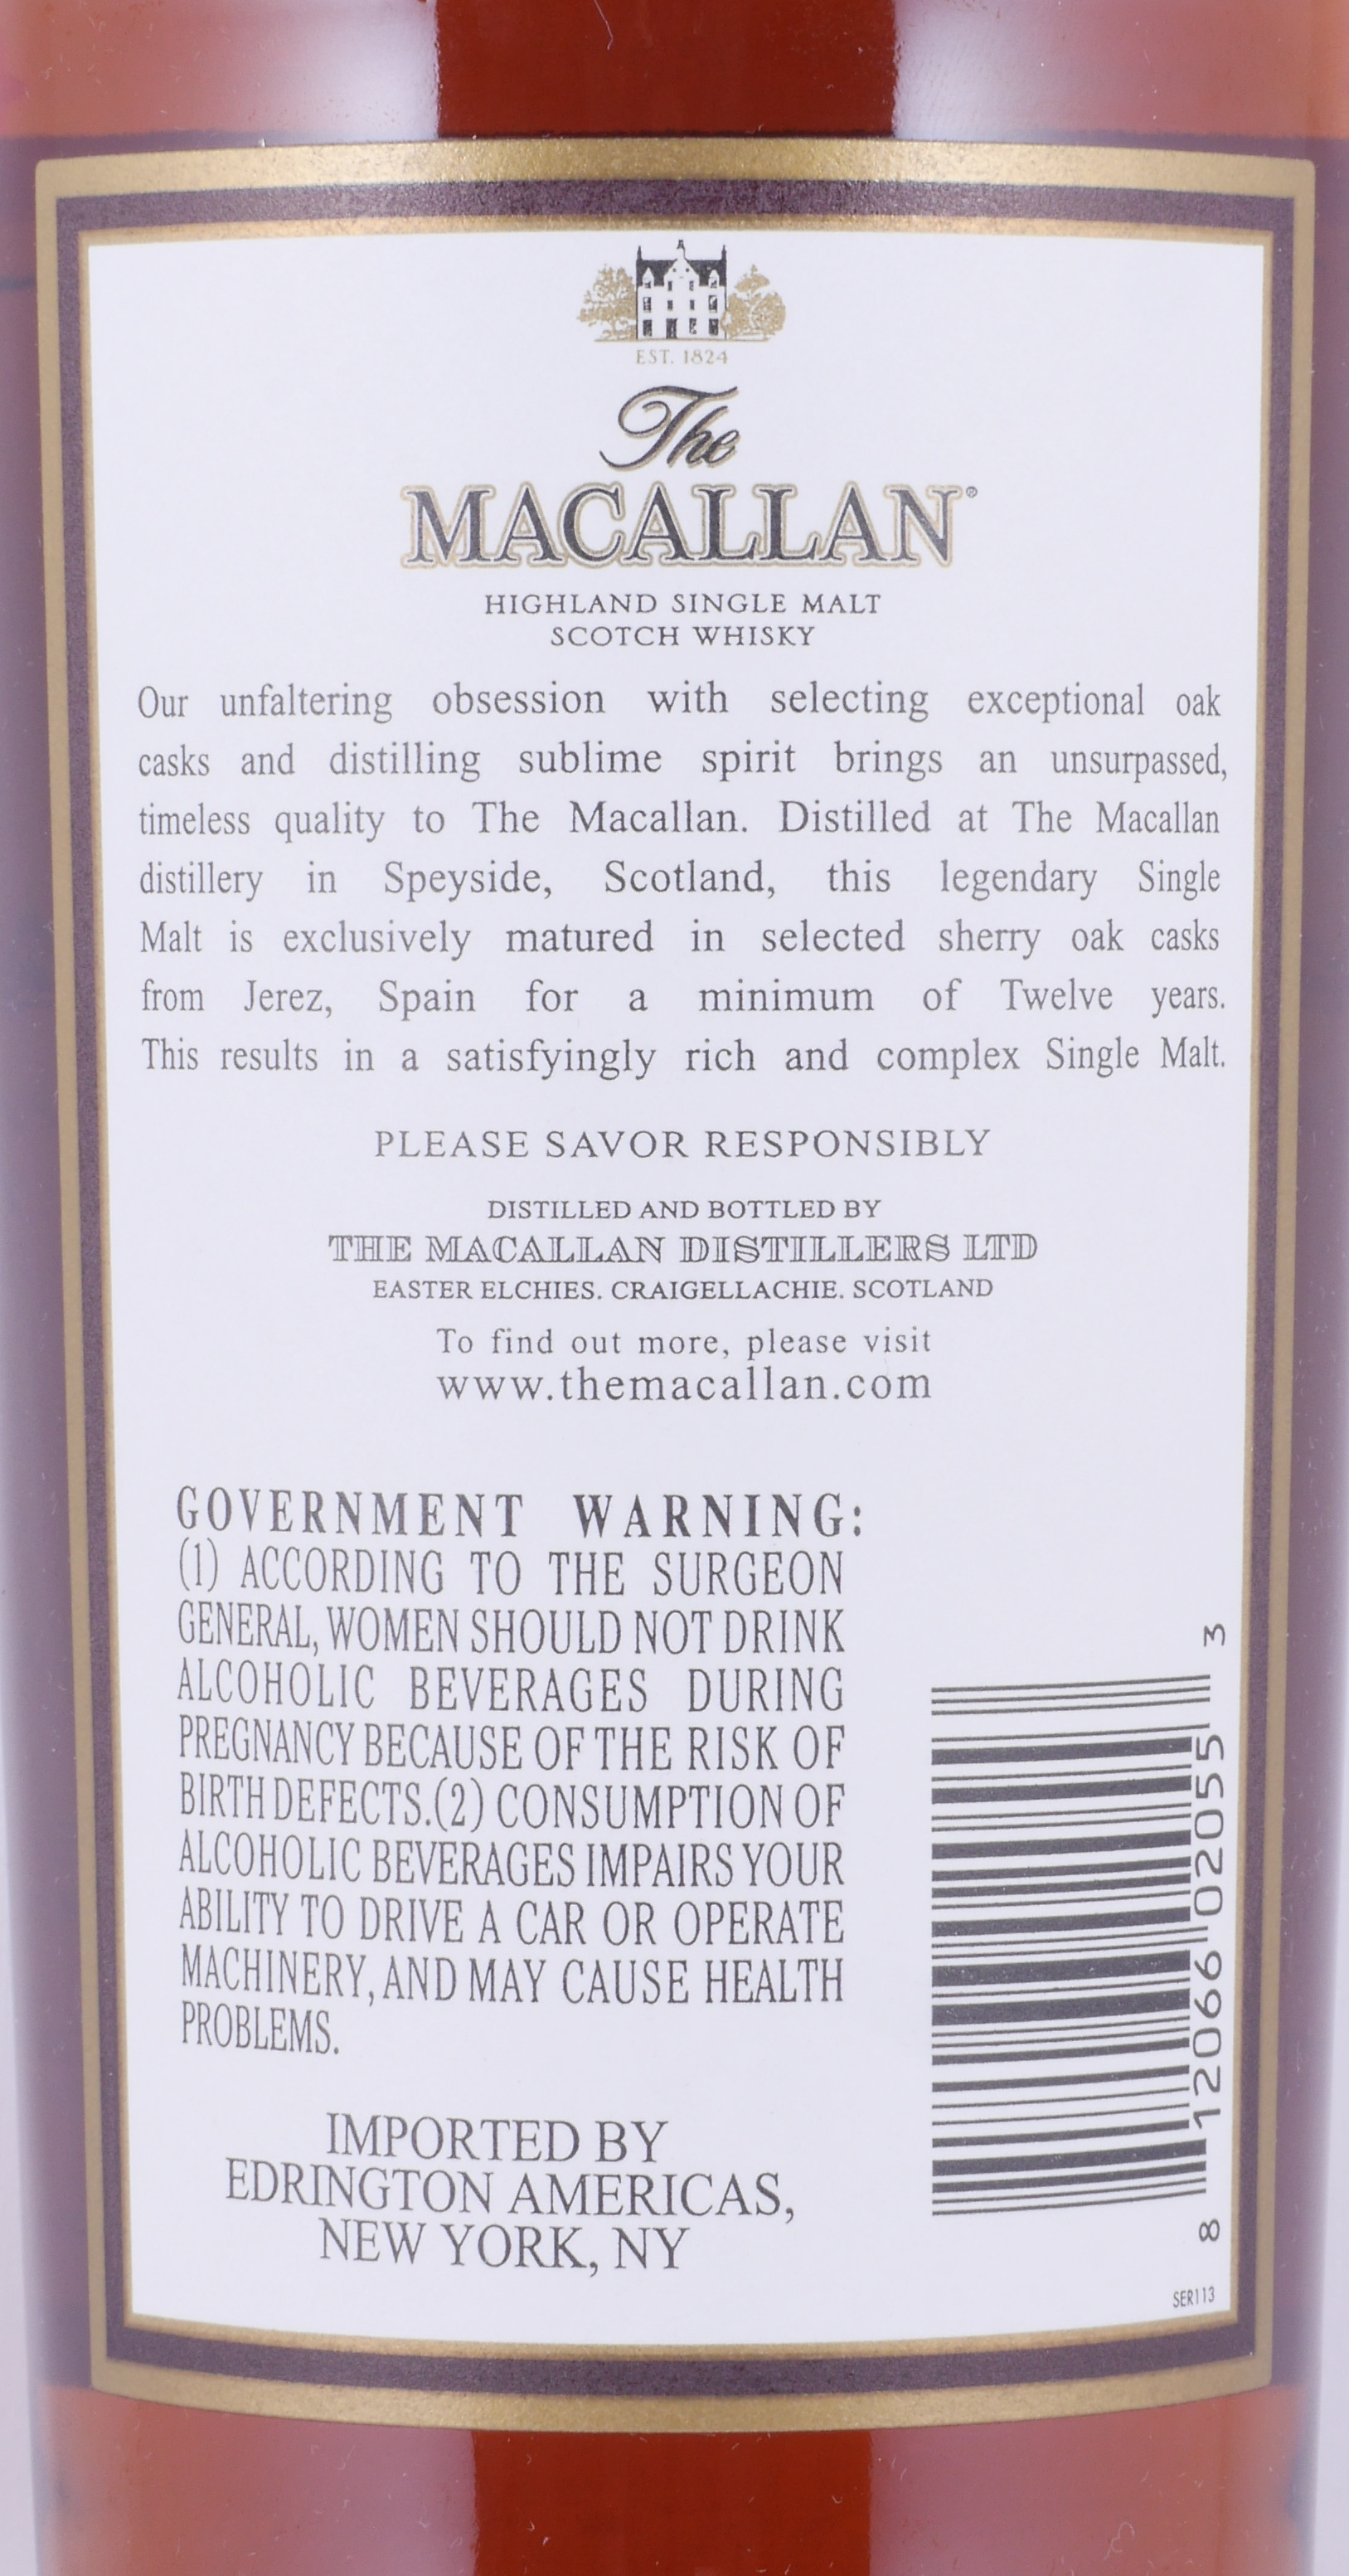 EST. 1824
The
MACALLAN®
HIGHLAND SINGLE MALT
SCOTCH WHISKY
Our unfaltering obsession with selecting exceptional oak
casks and distilling sublime spirit brings an unsurpassed,
timeless quality to The Macallan. Distilled at The Macallan
distillery in Speyside, Scotland, this legendary Single
Malt is exclusively matured in selected sherry oak casks
from Jerez, Spain for a minimum of Twelve years.
This results in a satisfyingly rich and complex Single Malt.
PLEASE SAVOR RESPONSIBLY
DISTILLED AND BOTTLED BY
THE MACALLAN DISTILLERS LTD
EASTER ELCHIES. CRAIGELLACHIE. SCOTLAND
To find out more, please visit
www.themacallan.com
GOVERNMENT WARNING:
(1) ACCORDING TO THE SURGEON
GENERAL, WOMEN SHOULD NOT DRINK
ALCOHOLIC BEVERAGES DURING
PREGNANCY BECAUSE OF THE RISK OF
BIRTH DEFECTS.(2) CONSUMPTION OF
ALCOHOLIC BEVERAGES IMPAIRS YOUR
ABILITY TO DRIVE A CAR OR OPERATE
MACHINERY, AND MAY CAUSE HEALTH
PROBLEMS.
IMPORTED BY
EDRINGTON AMERICAS,
NEW YORK, NY
8 12066 02055 3
SER113